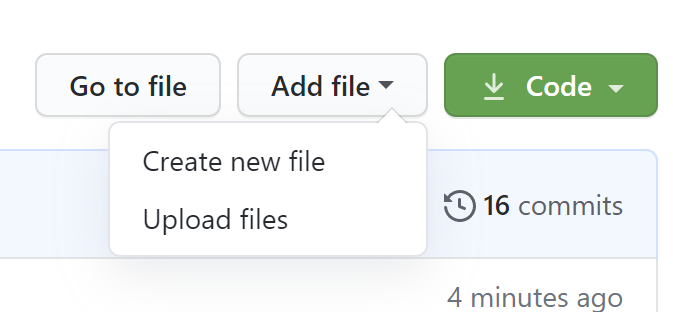 Go to file
Add file
Code
Create new file
Upload files
16 commits
4 minutes ago